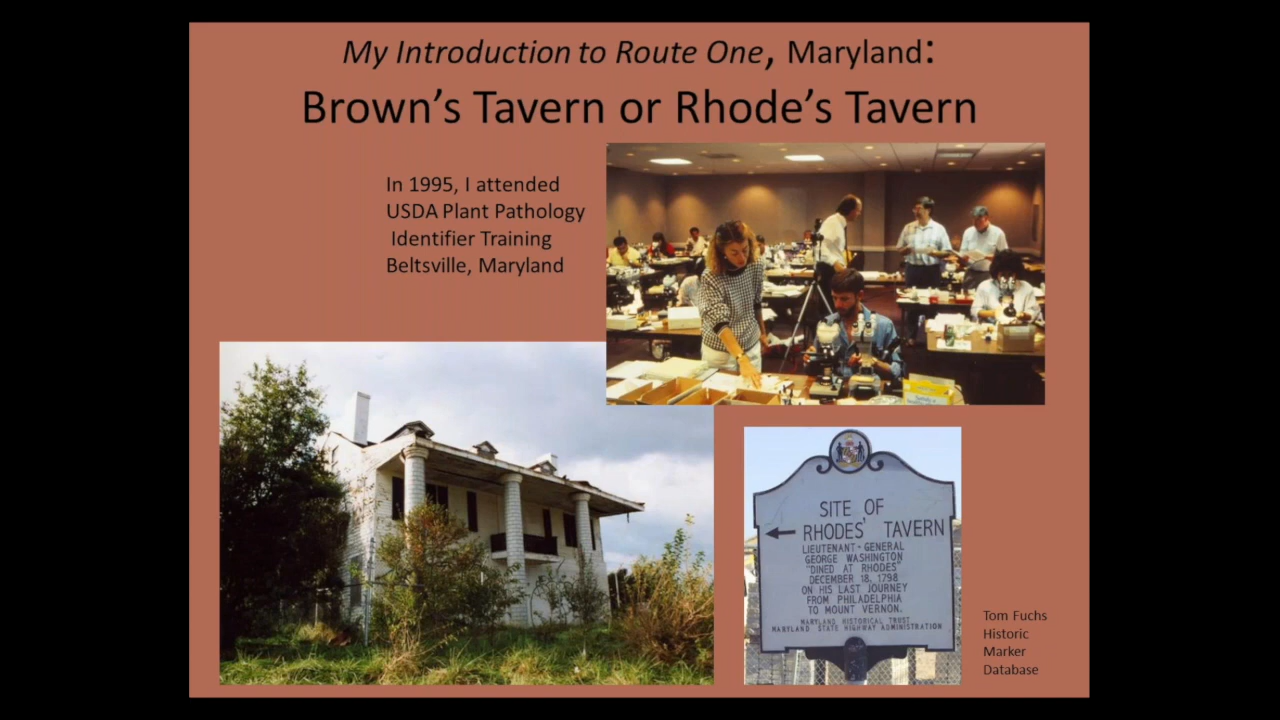 My Introduction to Route One, Maryland:
Brown's Tavern or Rhode's Tavern
In 1995, I attended
USDA Plant Pathology
Identifier Training
Beltsville, Maryland
SITE OF
RHODES' TAVERN
LIEUTENANT-GENERAL
GEORGE WASHINGTON
"DINED AT RHODES"
DECEMBER 18, 1798
ON HIS LAST JOURNEY
FROM PHILADELPHIA
TO MOUNT VERNON.
MARYLAND HISTORICAL TRUST
MARYLAND STATE HIGHWAY ADMINISTRATION
Tom Fuchs
Historic
Marker
Database